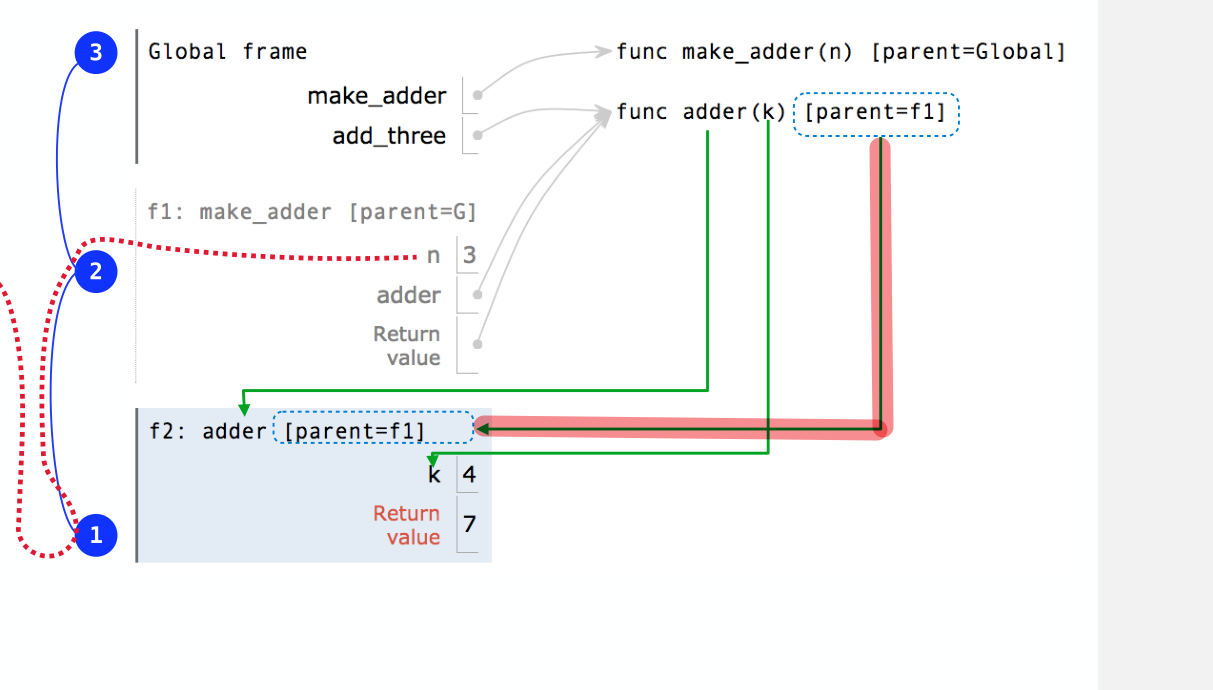 3
Global frame
func make_adder(n) [parent=Global]
make_adder
func adder(k) [parent=f1]
add_three
f1: make_adder [parent=G]
n 3
2
adder
Return
value
f2: adder [parent=f1]
k 4
Return
value
7
1